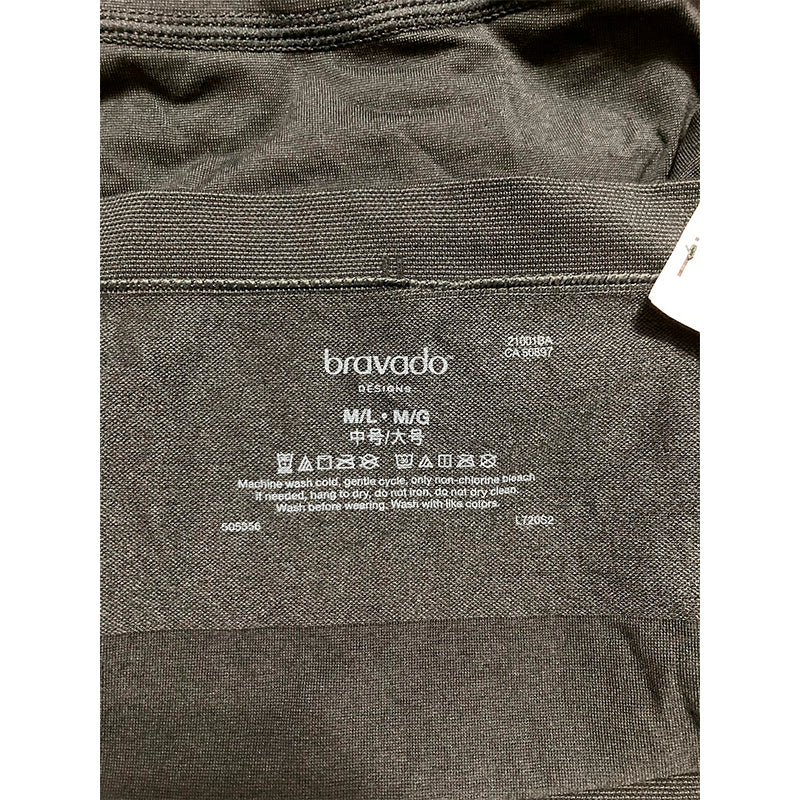 21001BA
CA 50897
bravado™
DESIGNS
M/L • M/G
中号/大号
Machine wash cold, gentle cycle, only non-chlorine bleach
if needed, hang to dry, do not iron, do not dry clean.
Wash before wearing. Wash with like colors.
505556
L720S2